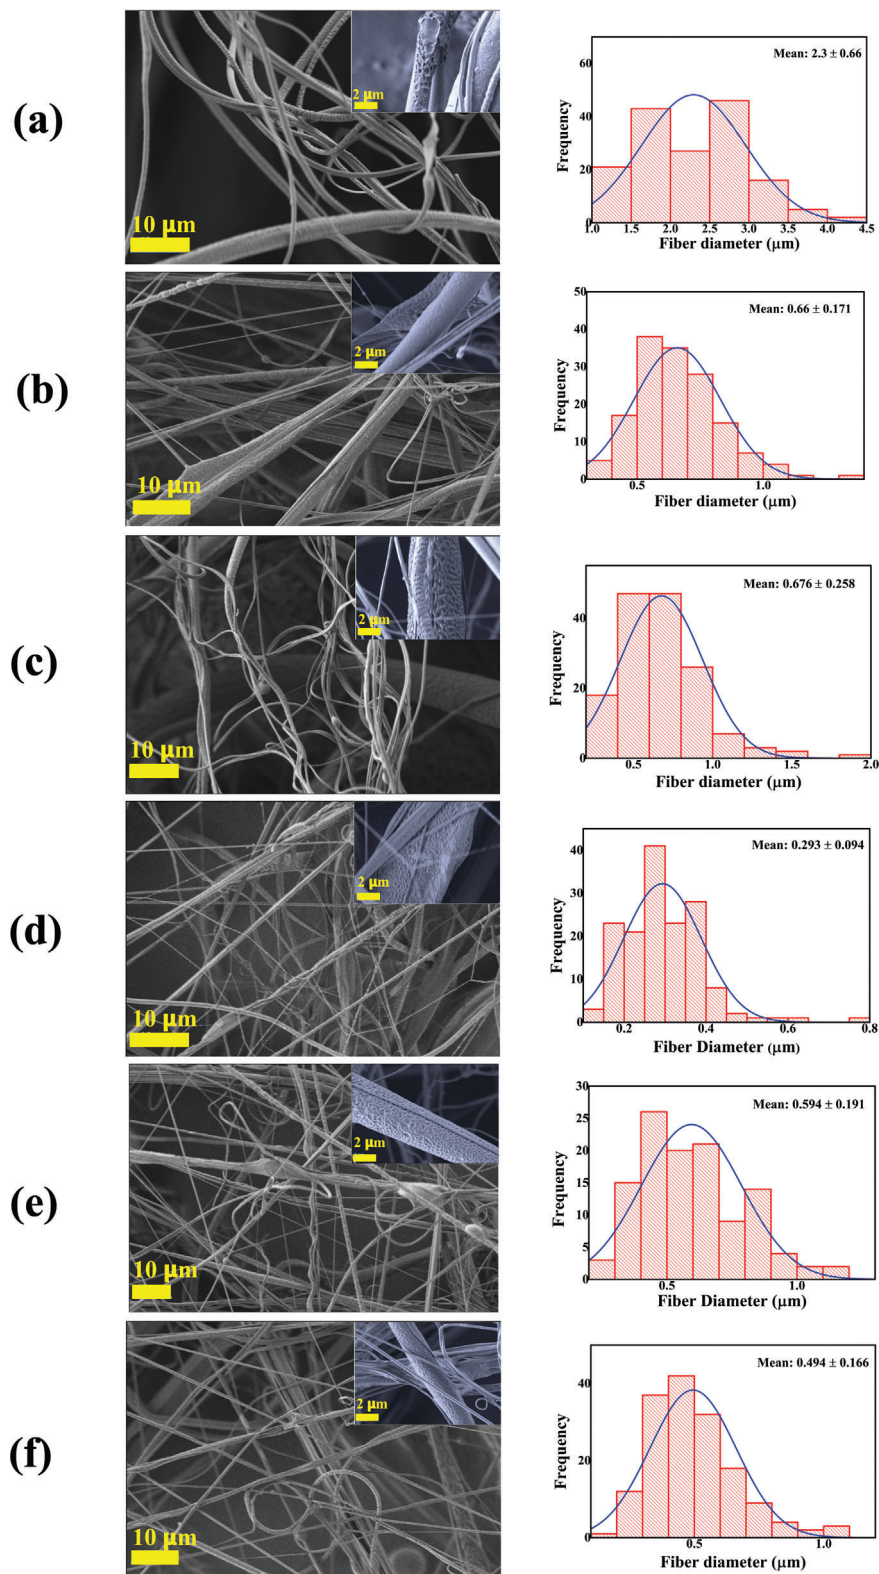 (a)
2 μm
10 μm
Mean: 2.3 ± 0.66
Frequency
60
40
20
0
1.0 1.5 2.0 2.5 3.0 3.5 4.0 4.5
Fiber diameter (μm)
(b)
2 μm
10 μm
Mean: 0.66 ± 0.171
Frequency
50
40
30
20
10
0
0.5 1.0
Fiber diameter (μm)
(c)
2 μm
10 μm
Mean: 0.676 ± 0.258
Frequency
40
20
0
0.5 1.0 1.5 2.0
Fiber diameter (μm)
(d)
2 μm
10 μm
Mean: 0.293 ± 0.094
Frequency
40
30
20
10
0
0.2 0.4 0.6 0.8
Fiber Diameter (μm)
(e)
2 μm
10 μm
Mean: 0.594 ± 0.191
Frequency
30
25
20
15
10
5
0
0.5 1.0
Fiber Diameter (μm)
(f)
2 μm
10 μm
Mean: 0.494 ± 0.166
Frequency
40
20
0
0.5 1.0
Fiber diameter (μm)